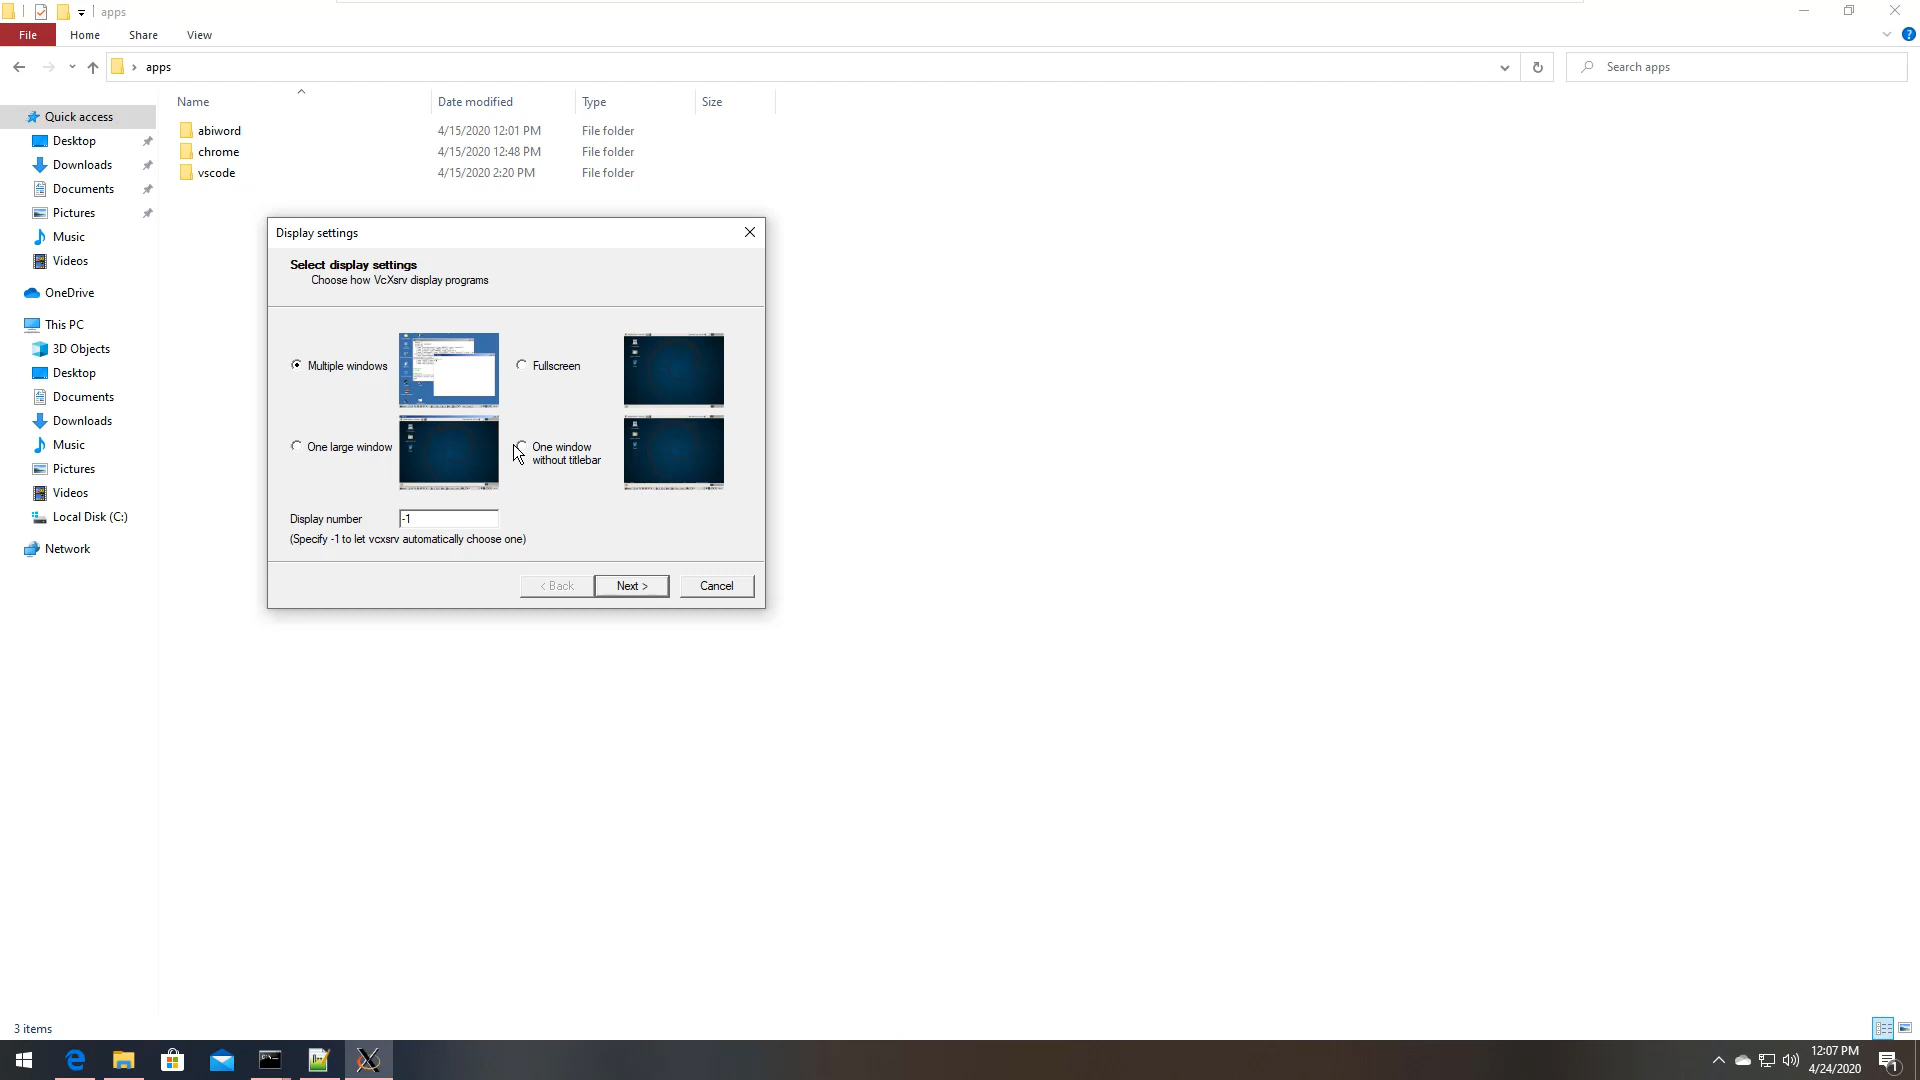 apps
File
Home
Share
View
apps
Search apps
Name
Date modified
Type
Size
abiword
4/15/2020 12:01 PM
File folder
chrome
4/15/2020 12:48 PM
File folder
vscode
4/15/2020 2:20 PM
File folder
Quick access
Desktop
Downloads
Documents
Pictures
Music
Videos
OneDrive
This PC
3D Objects
Desktop
Documents
Downloads
Music
Pictures
Videos
Local Disk (C:)
Network
Display settings
Select display settings
Choose how VcXsrv display programs
Multiple windows
Fullscreen
One large window
One window
without titlebar
Display number
-1
(Specify -1 to let vcxsrv automatically choose one)
< Back
Next >
Cancel
3 items
12:07 PM
4/24/2020
1